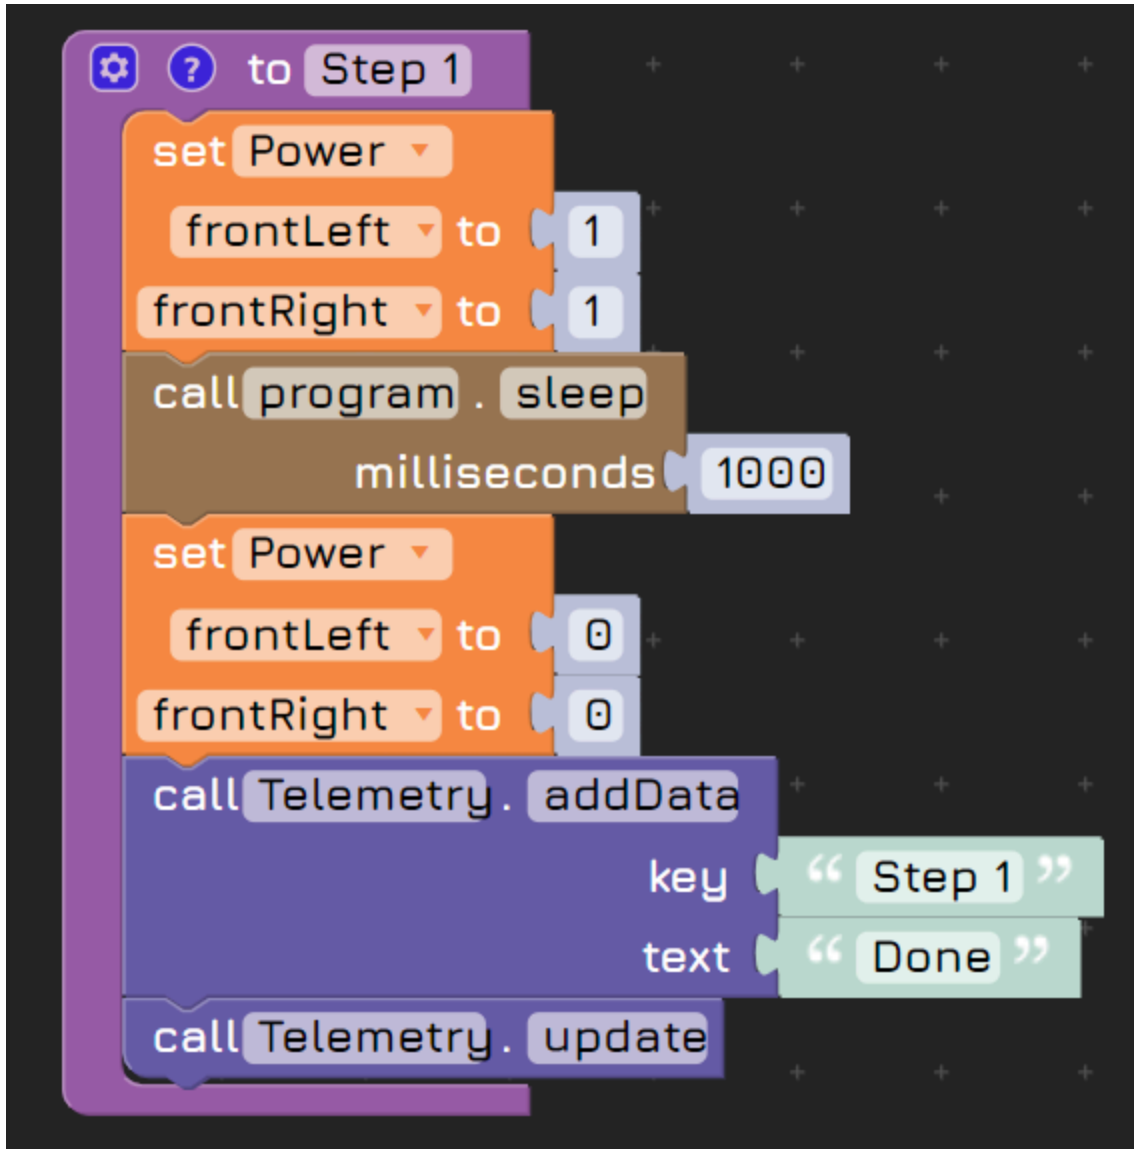 ? to Step 1
set Power
frontLeft to 1
frontRight to 1
call program . sleep
milliseconds 1000
set Power
frontLeft to 0
frontRight to 0
call Telemetry . addData
key “ Step 1 ”
text “ Done ”
call Telemetry . update